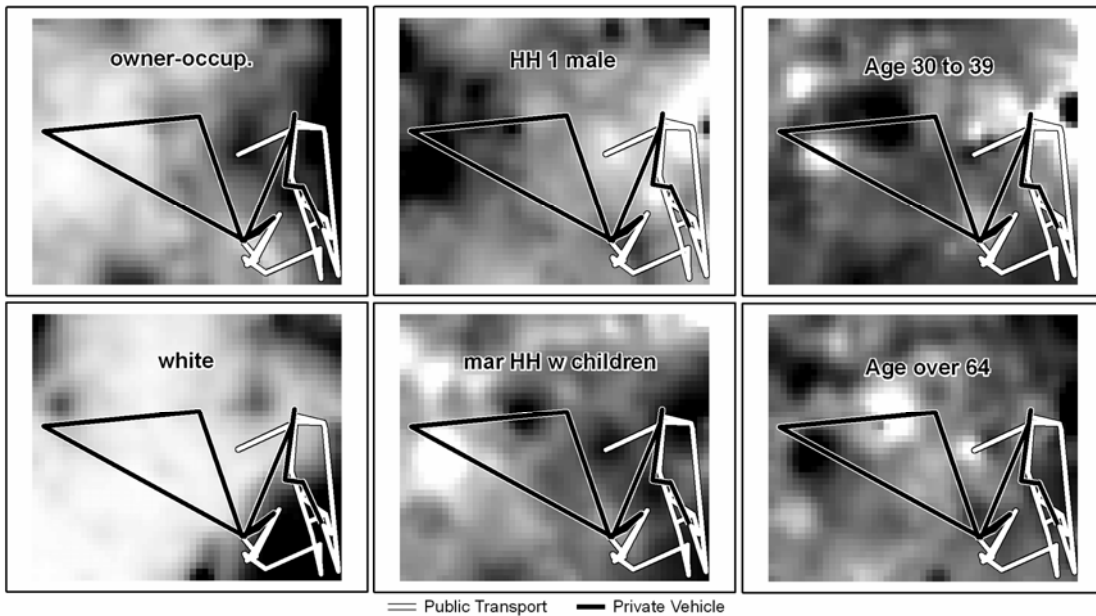 owner-occup.
HH 1 male
Age 30 to 39
white
mar HH w children
Age over 64
Public Transport
Private Vehicle